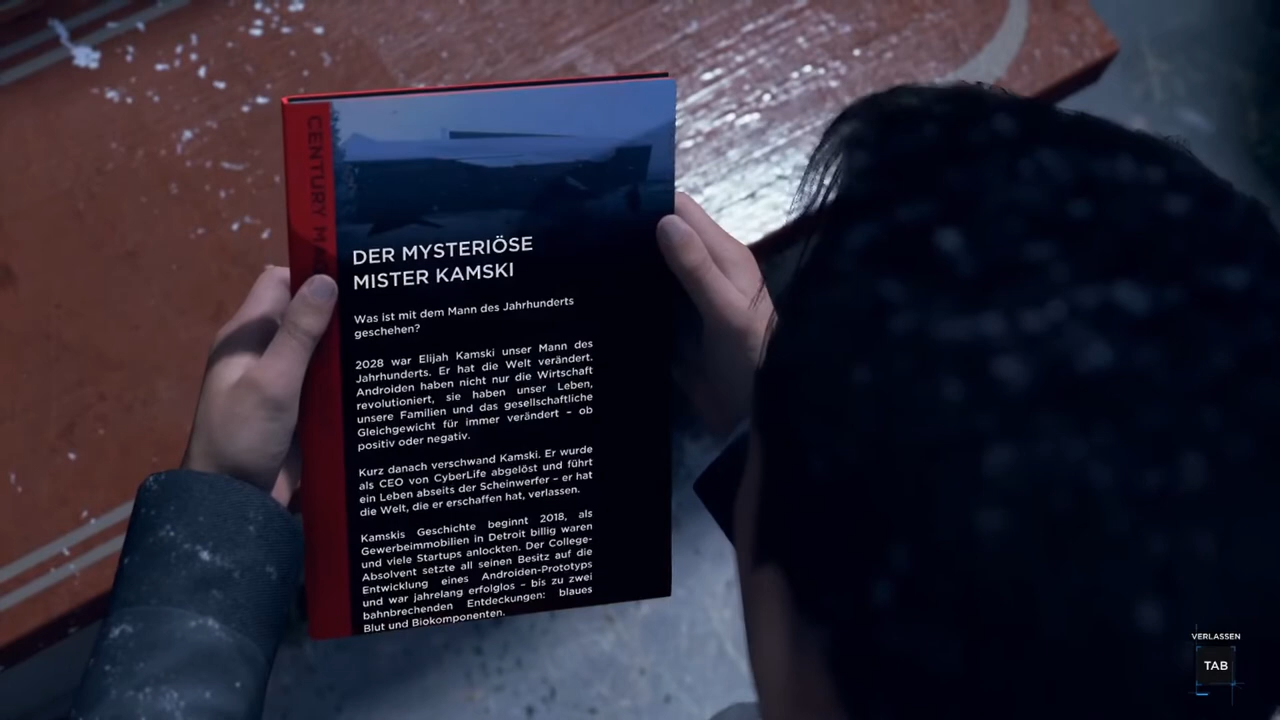 CENTURY
DER MYSTERIÖSE
MISTER KAMSKI
Was ist mit dem Mann des Jahrhunderts
geschehen?
2028 war Elijah Kamski unser Mann des
Jahrhunderts. Er hat die Welt verändert.
Androiden haben nicht nur die Wirtschaft
revolutioniert, sie haben unser Leben,
unsere Familien und das gesellschaftliche
Gleichgewicht für immer verändert – ob
positiv oder negativ.
Kurz danach verschwand Kamski. Er wurde
als CEO von CyberLife abgelöst und führt
ein Leben abseits der Scheinwerfer – er hat
die Welt, die er erschaffen hat, verlassen.
Kamskis Geschichte beginnt 2018, als
Gewerbeimmobilien in Detroit billig waren
und viele Startups anlockten. Der College-
Absolvent setzte all seinen Besitz auf die
Entwicklung eines Androiden-Prototyps
und war jahrelang erfolglos – bis zu zwei
bahnbrechenden Entdeckungen: blaues
Blut und Biokomponenten.
VERLASSEN
TAB